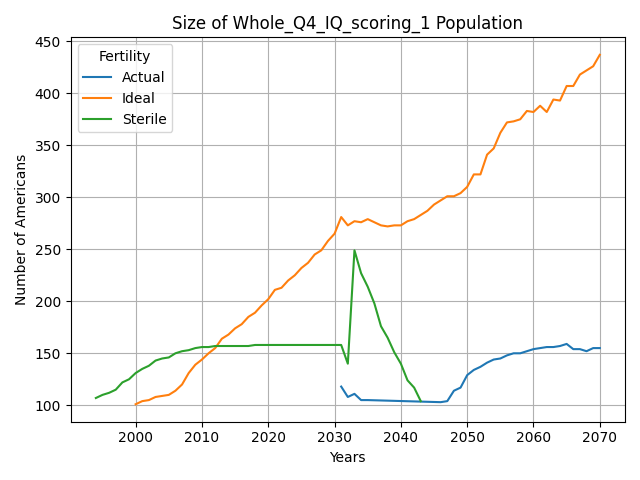 Size of Whole_Q4_IQ_scoring_1 Population
Number of Americans
450
400
350
300
250
200
150
100
Fertility
Actual
Ideal
Sterile
2000 2010 2020 2030 2040 2050 2060 2070
Years